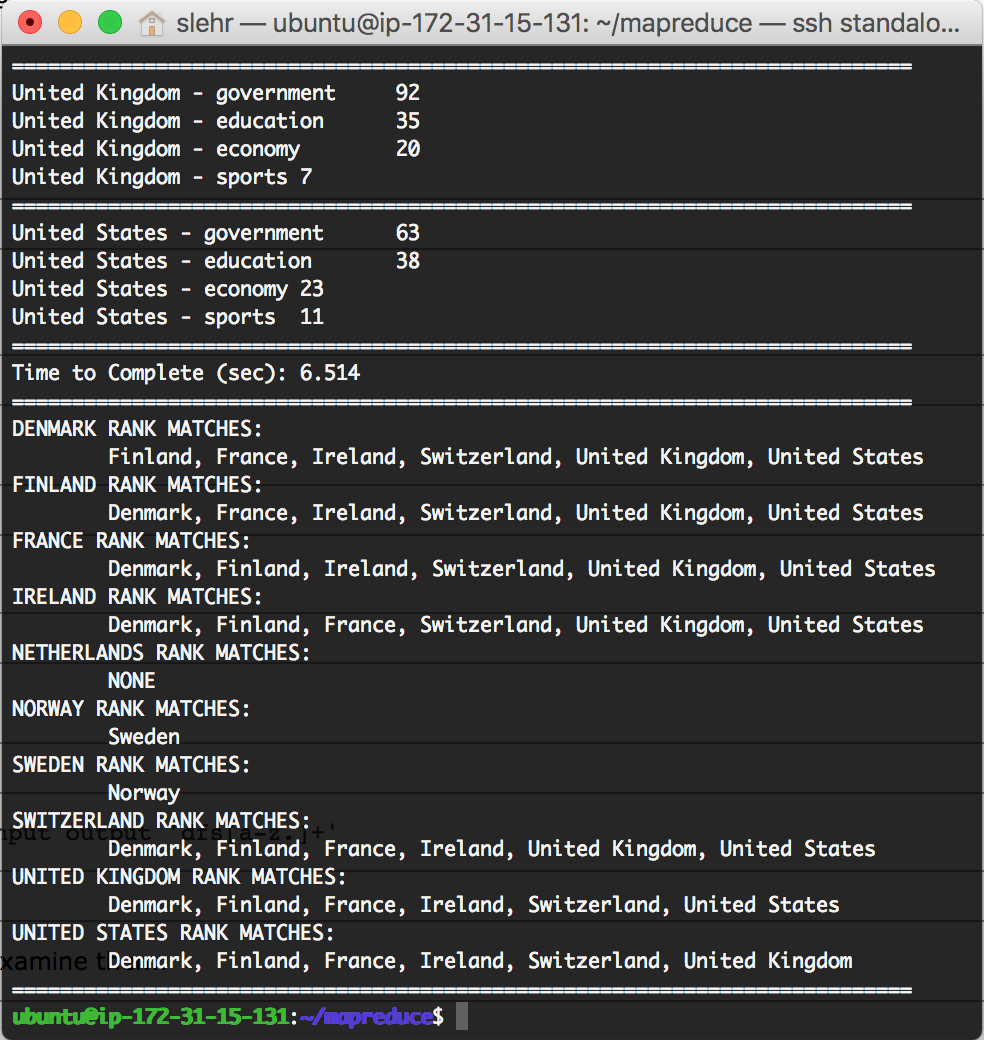 slehr — ubuntu@ip-172-31-15-131: ~/mapreduce — ssh standalo...
===========================================================================
United Kingdom - government 92
United Kingdom - education 35
United Kingdom - economy 20
United Kingdom - sports 7
===========================================================================
United States - government 63
United States - education 38
United States - economy 23
United States - sports 11
===========================================================================
Time to Complete (sec): 6.514
===========================================================================
DENMARK RANK MATCHES:
Finland, France, Ireland, Switzerland, United Kingdom, United States
FINLAND RANK MATCHES:
Denmark, France, Ireland, Switzerland, United Kingdom, United States
FRANCE RANK MATCHES:
Denmark, Finland, Ireland, Switzerland, United Kingdom, United States
IRELAND RANK MATCHES:
Denmark, Finland, France, Switzerland, United Kingdom, United States
NETHERLANDS RANK MATCHES:
NONE
NORWAY RANK MATCHES:
Sweden
SWEDEN RANK MATCHES:
Norway
SWITZERLAND RANK MATCHES:
Denmark, Finland, France, Ireland, United Kingdom, United States
UNITED KINGDOM RANK MATCHES:
Denmark, Finland, France, Ireland, Switzerland, United States
UNITED STATES RANK MATCHES:
Denmark, Finland, France, Ireland, Switzerland, United Kingdom
===========================================================================
ubuntu@ip-172-31-15-131:~/mapreduce$